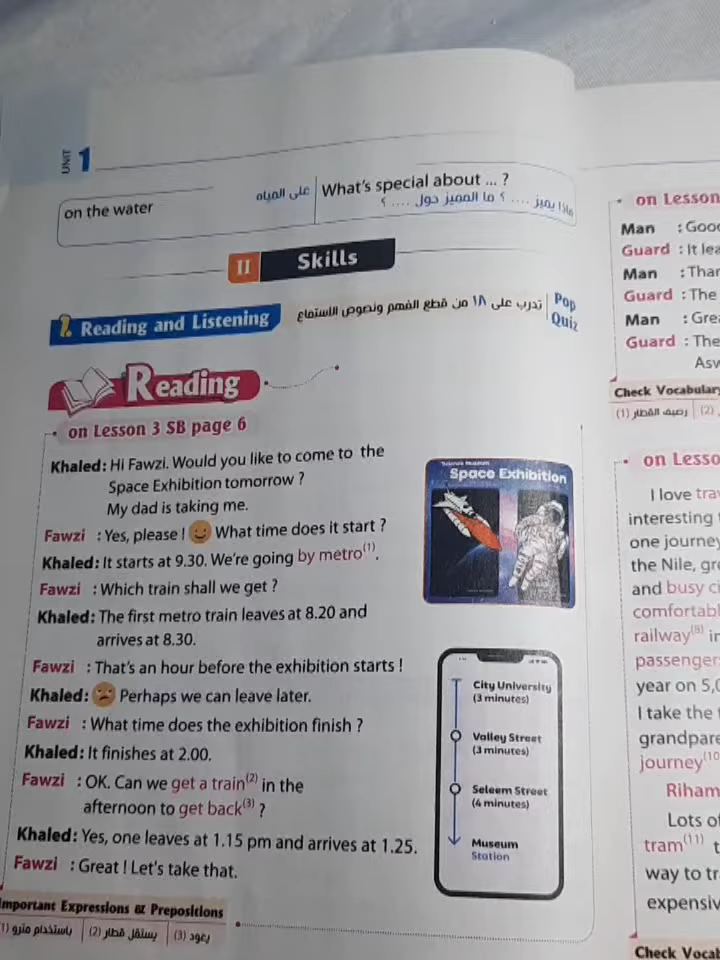 UNIT 1
on the water
على المياه
What's special about ... ?
ماذا يميز .... ؟ ما المميز حول .... ؟
II Skills
1. Reading and Listening
تدرب على ١٨ من قطع الفهم ونصوص الاستماع
Pop
Quiz
Reading
on Lesson 3 SB page 6
Khaled: Hi Fawzi. Would you like to come to the
Space Exhibition tomorrow ?
My dad is taking me.
Fawzi : Yes, please ! 🙂 What time does it start ?
Khaled: It starts at 9.30. We're going by metro(1).
Fawzi : Which train shall we get ?
Khaled: The first metro train leaves at 8.20 and
arrives at 8.30.
Fawzi : That's an hour before the exhibition starts !
Khaled: Perhaps we can leave later.
Fawzi : What time does the exhibition finish ?
Khaled: It finishes at 2.00.
Fawzi : OK. Can we get a train(2) in the
afternoon to get back(3) ?
Khaled: Yes, one leaves at 1.15 pm and arrives at 1.25.
Fawzi : Great ! Let's take that.
Science Museum
Space Exhibition
City University
(3 minutes)
Valley Street
(3 minutes)
Seleem Street
(4 minutes)
Museum
Station
Important Expressions & Prepositions
(1) باستخدام مترو
(2) يستقل قطار
(3) يعود
on Lesson
Man : Good
Guard : It lea
Man : Than
Guard : The
Man : Grea
Guard : The
Asw
Check Vocabulary
(1) رصيف القطار
(2)
on Lesso
I love trav
interesting
one journey
the Nile, gre
and busy ci
comfortabl
railway(8) in
passengers
year on 5,0
I take the t
grandpare
journey(10
Riham
Lots of
tram(11) t
way to tr
expensiv
Check Vocab